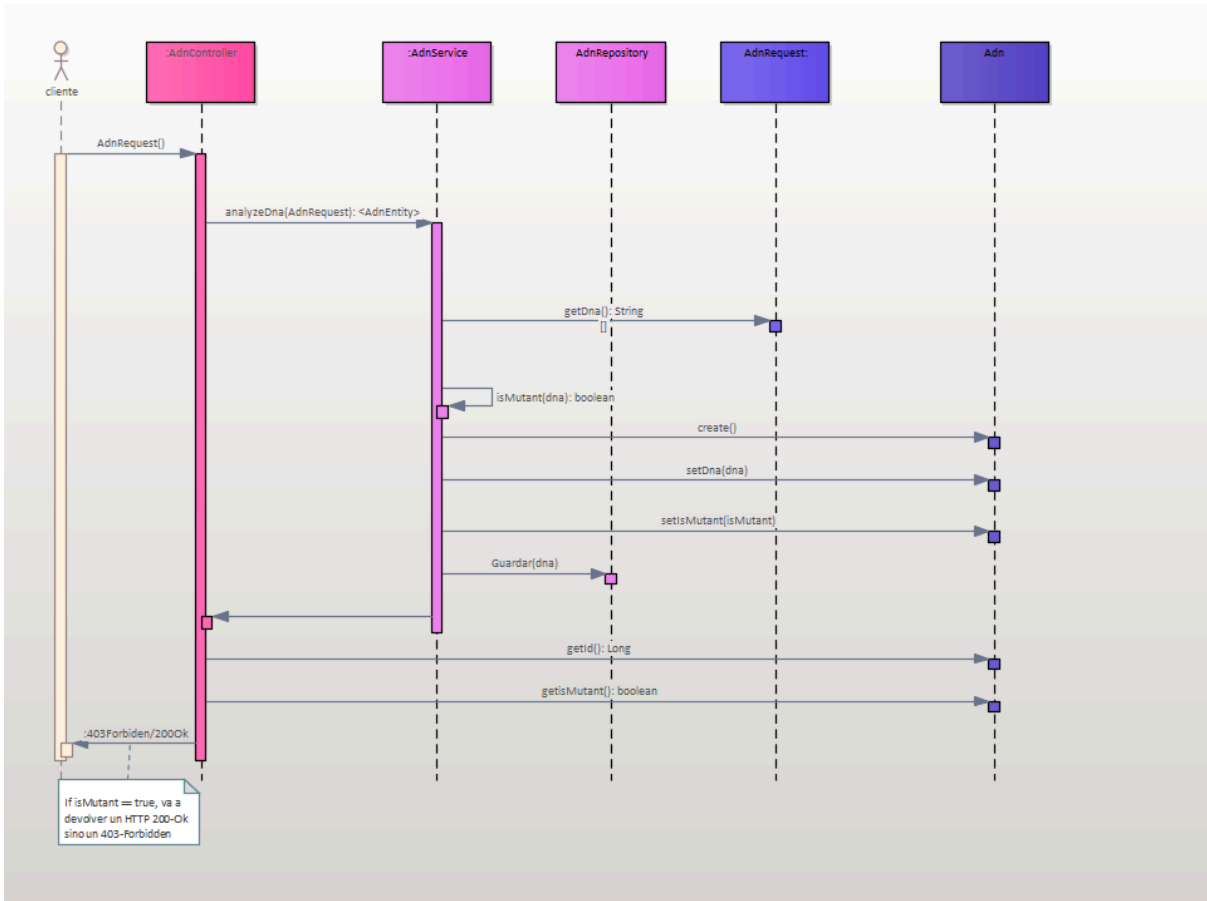 :AdnController
:AdnService
AdnRepository
AdnRequest:
Adn
cliente
AdnRequest()
analyzeDna(AdnRequest): <AdnEntity>
getDna(): String
[]
isMutant(dna): boolean
create()
setDna(dna)
setIsMutant(isMutant)
Guardar(dna)
getId(): Long
getisMutant(): boolean
:403Forbiden/200Ok
If isMutant == true, va a
devolver un HTTP 200-Ok
sino un 403-Forbidden